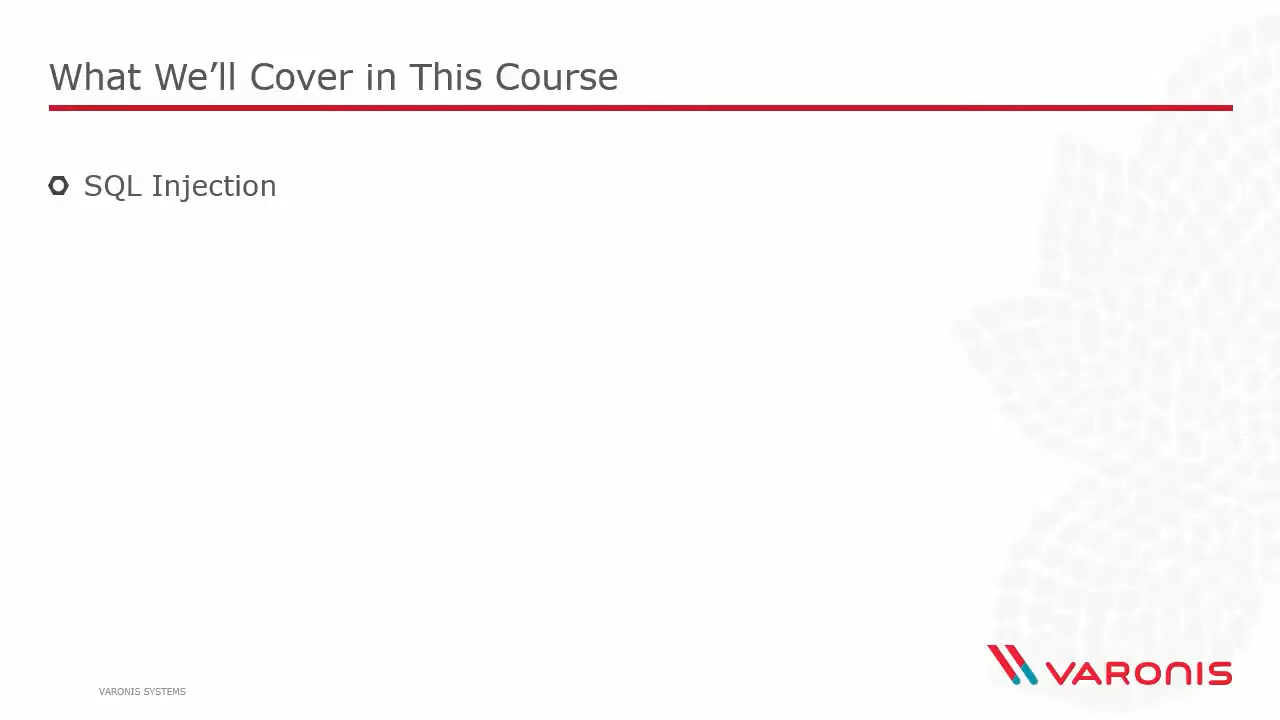 What We’ll Cover in This Course
SQL Injection
VARONIS SYSTEMS
VARONIS